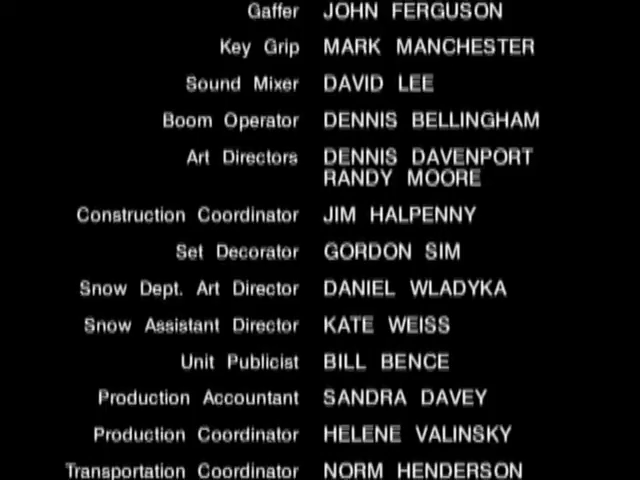 Gaffer JOHN FERGUSON
Key Grip MARK MANCHESTER
Sound Mixer DAVID LEE
Boom Operator DENNIS BELLINGHAM
Art Directors DENNIS DAVENPORT
RANDY MOORE
Construction Coordinator JIM HALPENNY
Set Decorator GORDON SIM
Snow Dept. Art Director DANIEL WLADYKA
Snow Assistant Director KATE WEISS
Unit Publicist BILL BENCE
Production Accountant SANDRA DAVEY
Production Coordinator HELENE VALINSKY
Transportation Coordinator NORM HENDERSON